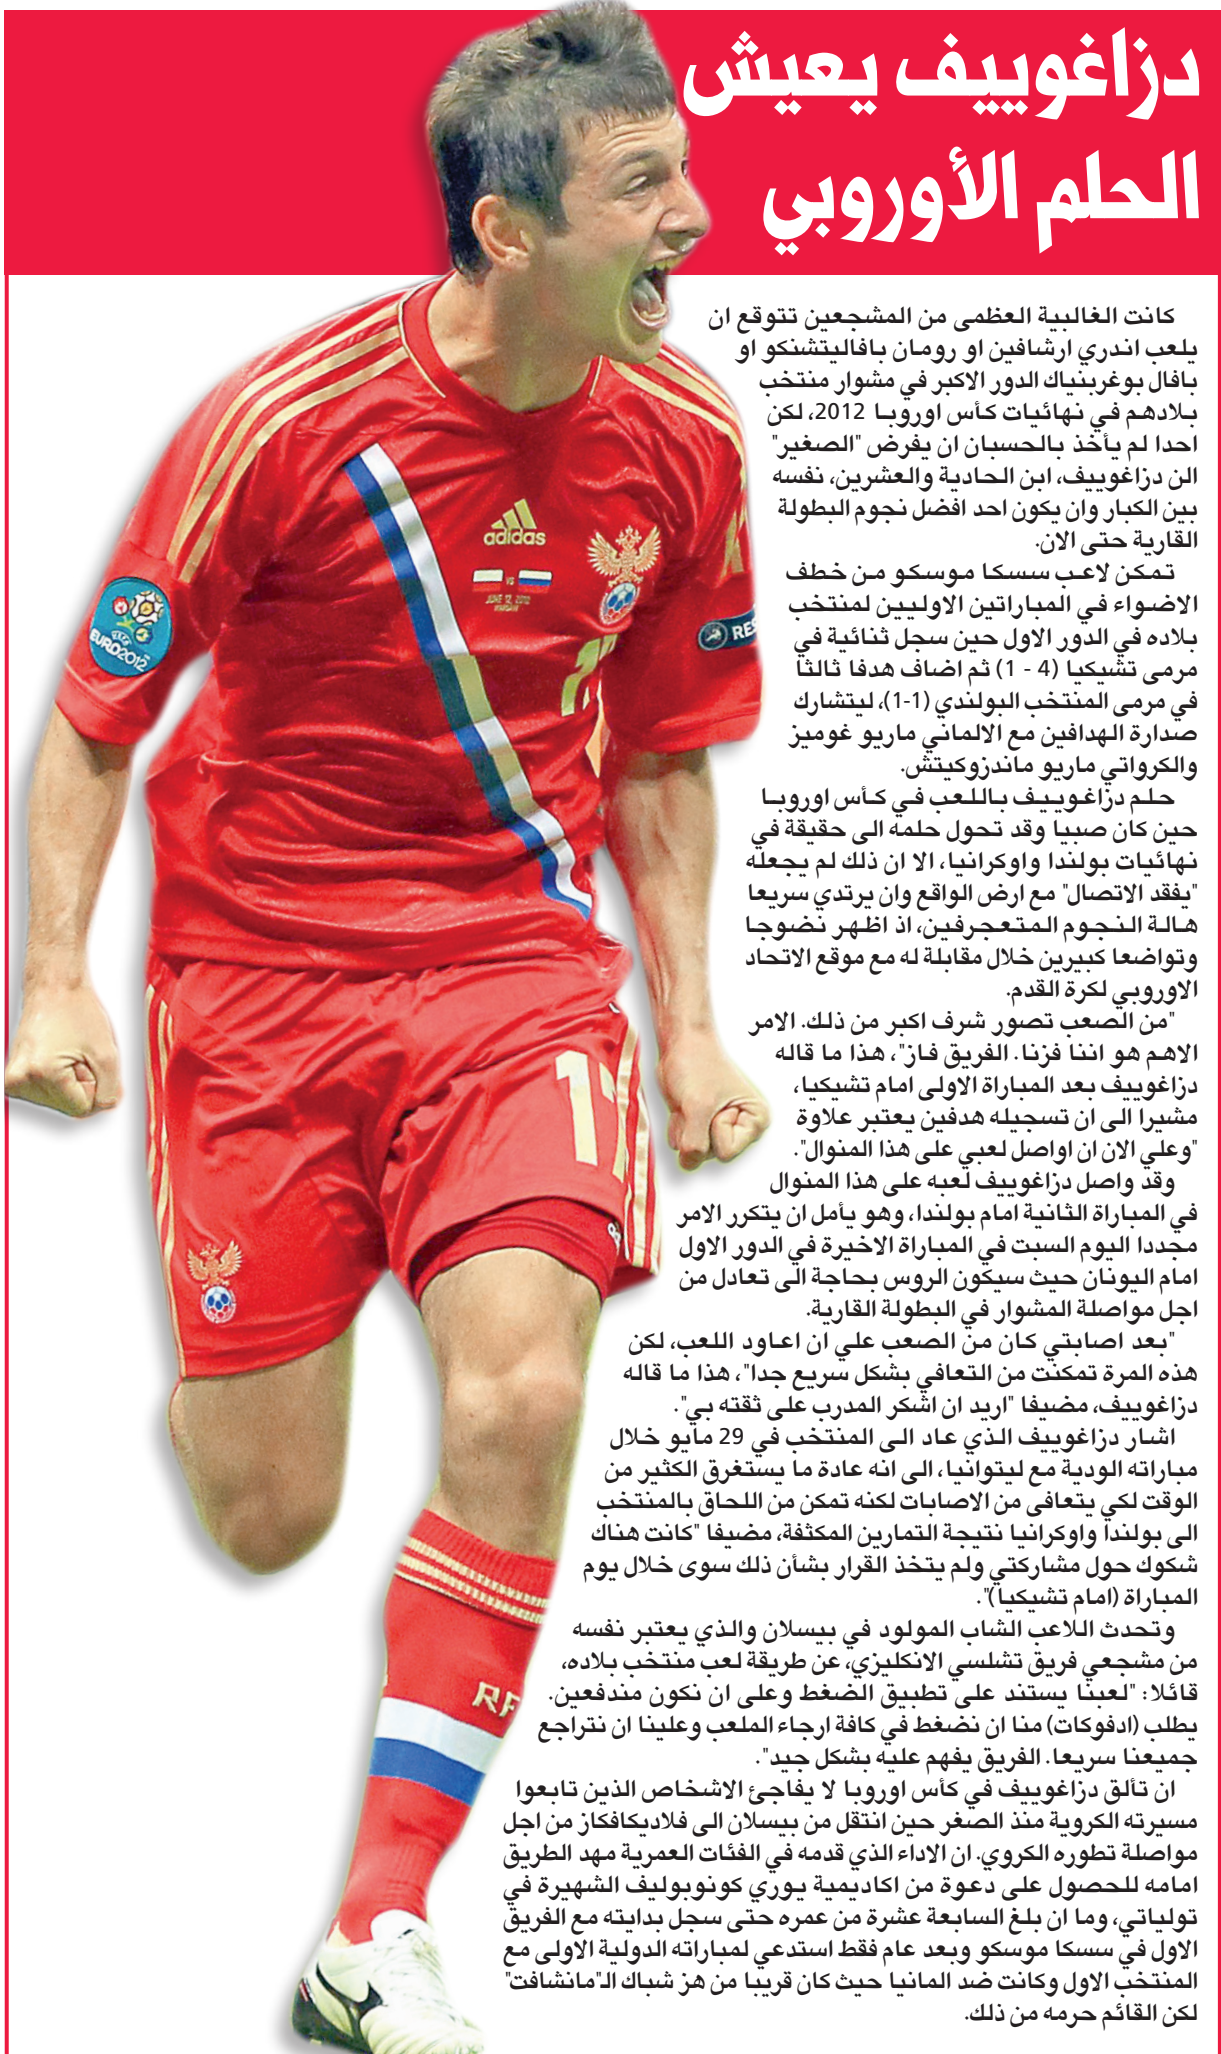 دزاغوييف يعيش
الحلم الأوروبي
كانت الغالبية العظمى من المشجعين تتوقع ان
يلعب اندري ارشافين او رومان بافاليتشنكو او
بافال بوغربنياك الدور الاكبر في مشوار منتخب
بلادهم في نهائيات كأس اوروبا 2012، لكن
احدا لم يأخذ بالحسبان ان يفرض "الصغير"
الن دزاغوييف، ابن الحادية والعشرين، نفسه
بين الكبار وان يكون احد افضل نجوم البطولة
القارية حتى الان.
تمكن لاعب سسكا موسكو من خطف
الاضواء في المباراتين الاوليين لمنتخب
بلاده في الدور الاول حين سجل ثنائية في
مرمى تشيكيا (4 - 1) ثم اضاف هدفا ثالثا
في مرمى المنتخب البولندي (1-1)، ليتشارك
صدارة الهدافين مع الالماني ماريو غوميز
والكرواتي ماريو ماندزوكيتش.
حلم دزاغوييف باللعب في كأس اوروبا
حين كان صبيا وقد تحول حلمه الى حقيقة في
نهائيات بولندا واوكرانيا، الا ان ذلك لم يجعله
"يفقد الاتصال" مع ارض الواقع وان يرتدي سريعا
هالة النجوم المتعجرفين، اذ اظهر نضوجا
وتواضعا كبيرين خلال مقابلة له مع موقع الاتحاد
الاوروبي لكرة القدم.
"من الصعب تصور شرف اكبر من ذلك. الامر
الاهم هو اننا فزنا. الفريق فاز"، هذا ما قاله
دزاغوييف بعد المباراة الاولى امام تشيكيا،
مشيرا الى ان تسجيله هدفين يعتبر علاوة
"وعلي الان ان اواصل لعبي على هذا المنوال".
وقد واصل دزاغوييف لعبه على هذا المنوال
في المباراة الثانية امام بولندا، وهو يأمل ان يتكرر الامر
مجددا اليوم السبت في المباراة الاخيرة في الدور الاول
امام اليونان حيث سيكون الروس بحاجة الى تعادل من
اجل مواصلة المشوار في البطولة القارية.
"بعد اصابتي كان من الصعب علي ان اعاود اللعب، لكن
هذه المرة تمكنت من التعافي بشكل سريع جدا"، هذا ما قاله
دزاغوييف، مضيفا "اريد ان اشكر المدرب على ثقته بي".
اشار دزاغوييف الذي عاد الى المنتخب في 29 مايو خلال
مباراته الودية مع ليتوانيا، الى انه عادة ما يستغرق الكثير من
الوقت لكي يتعافى من الاصابات لكنه تمكن من اللحاق بالمنتخب
الى بولندا واوكرانيا نتيجة التمارين المكثفة، مضيفا "كانت هناك
شكوك حول مشاركتي ولم يتخذ القرار بشأن ذلك سوى خلال يوم
المباراة (امام تشيكيا)".
وتحدث اللاعب الشاب المولود في بيسلان والذي يعتبر نفسه
من مشجعي فريق تشلسي الانكليزي، عن طريقة لعب منتخب بلاده،
قائلا: "لعبنا يستند على تطبيق الضغط وعلى ان نكون مندفعين.
يطلب (ادفوكات) منا ان نضغط في كافة ارجاء الملعب وعلينا ان نتراجع
جميعنا سريعا. الفريق يفهم عليه بشكل جيد".
ان تألق دزاغوييف في كأس اوروبا لا يفاجئ الاشخاص الذين تابعوا
مسيرته الكروية منذ الصغر حين انتقل من بيسلان الى فلاديكافكاز من اجل
مواصلة تطوره الكروي. ان الاداء الذي قدمه في الفئات العمرية مهد الطريق
امامه للحصول على دعوة من اكاديمية يوري كونوبوليف الشهيرة في
تولياتي، وما ان بلغ السابعة عشرة من عمره حتى سجل بدايته مع الفريق
الاول في سسكا موسكو وبعد عام فقط استدعي لمباراته الدولية الاولى مع
المنتخب الاول وكانت ضد المانيا حيث كان قريبا من هز شباك الـ"مانشافت"
لكن القائم حرمه من ذلك.
adidas
VS
JUNE 12, 2012
WARSAW
UEFA
EURO2012
RES
17
RF